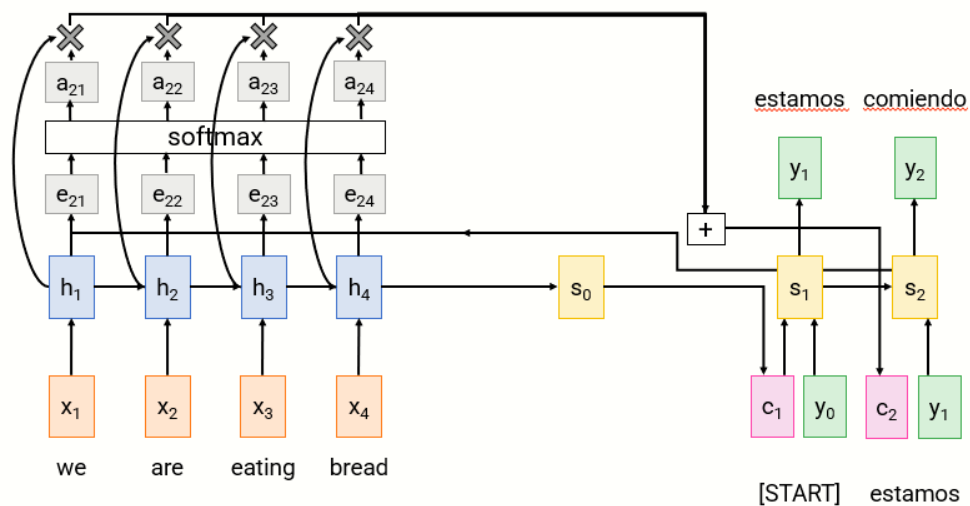 a₂₁ a₂₂ a₂₃ a₂₄
estamos comiendo
softmax
y₁ y₂
e₂₁ e₂₂ e₂₃ e₂₄
+
h₁ h₂ h₃ h₄ s₀ s₁ s₂
x₁ x₂ x₃ x₄ c₁ y₀ c₂ y₁
we are eating bread
[START] estamos